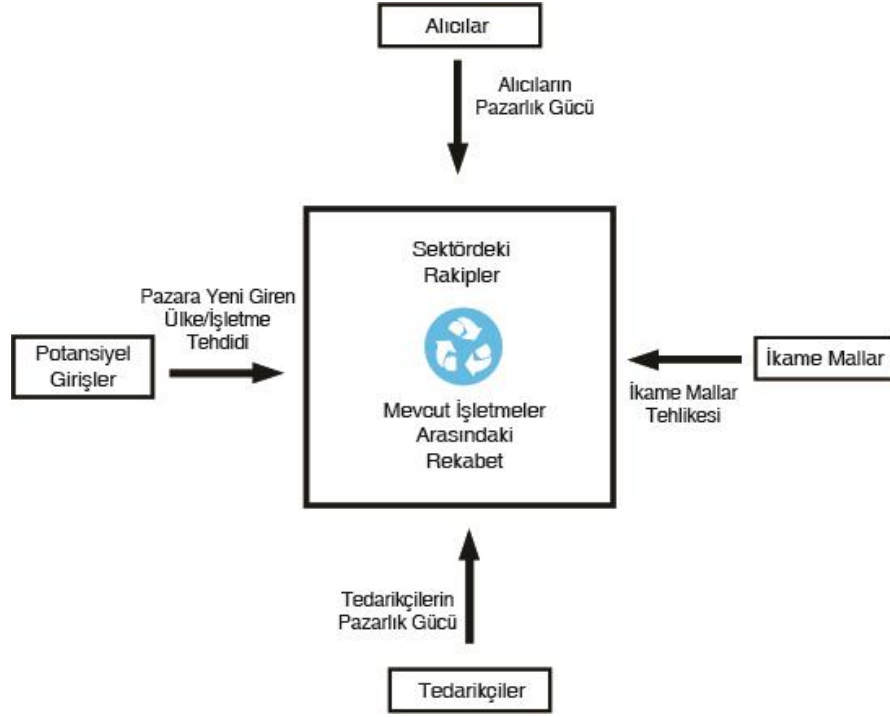 Alıcılar
Alıcıların
Pazarlık Gücü
Sektördeki
Rakipler
Pazara Yeni Giren
Ülke/İşletme
Tehdidi
Potansiyel
Girişler
İkame Mallar
İkame Mallar
Tehlikesi
Mevcut İşletmeler
Arasındaki
Rekabet
Tedarikçilerin
Pazarlık Gücü
Tedarikçiler